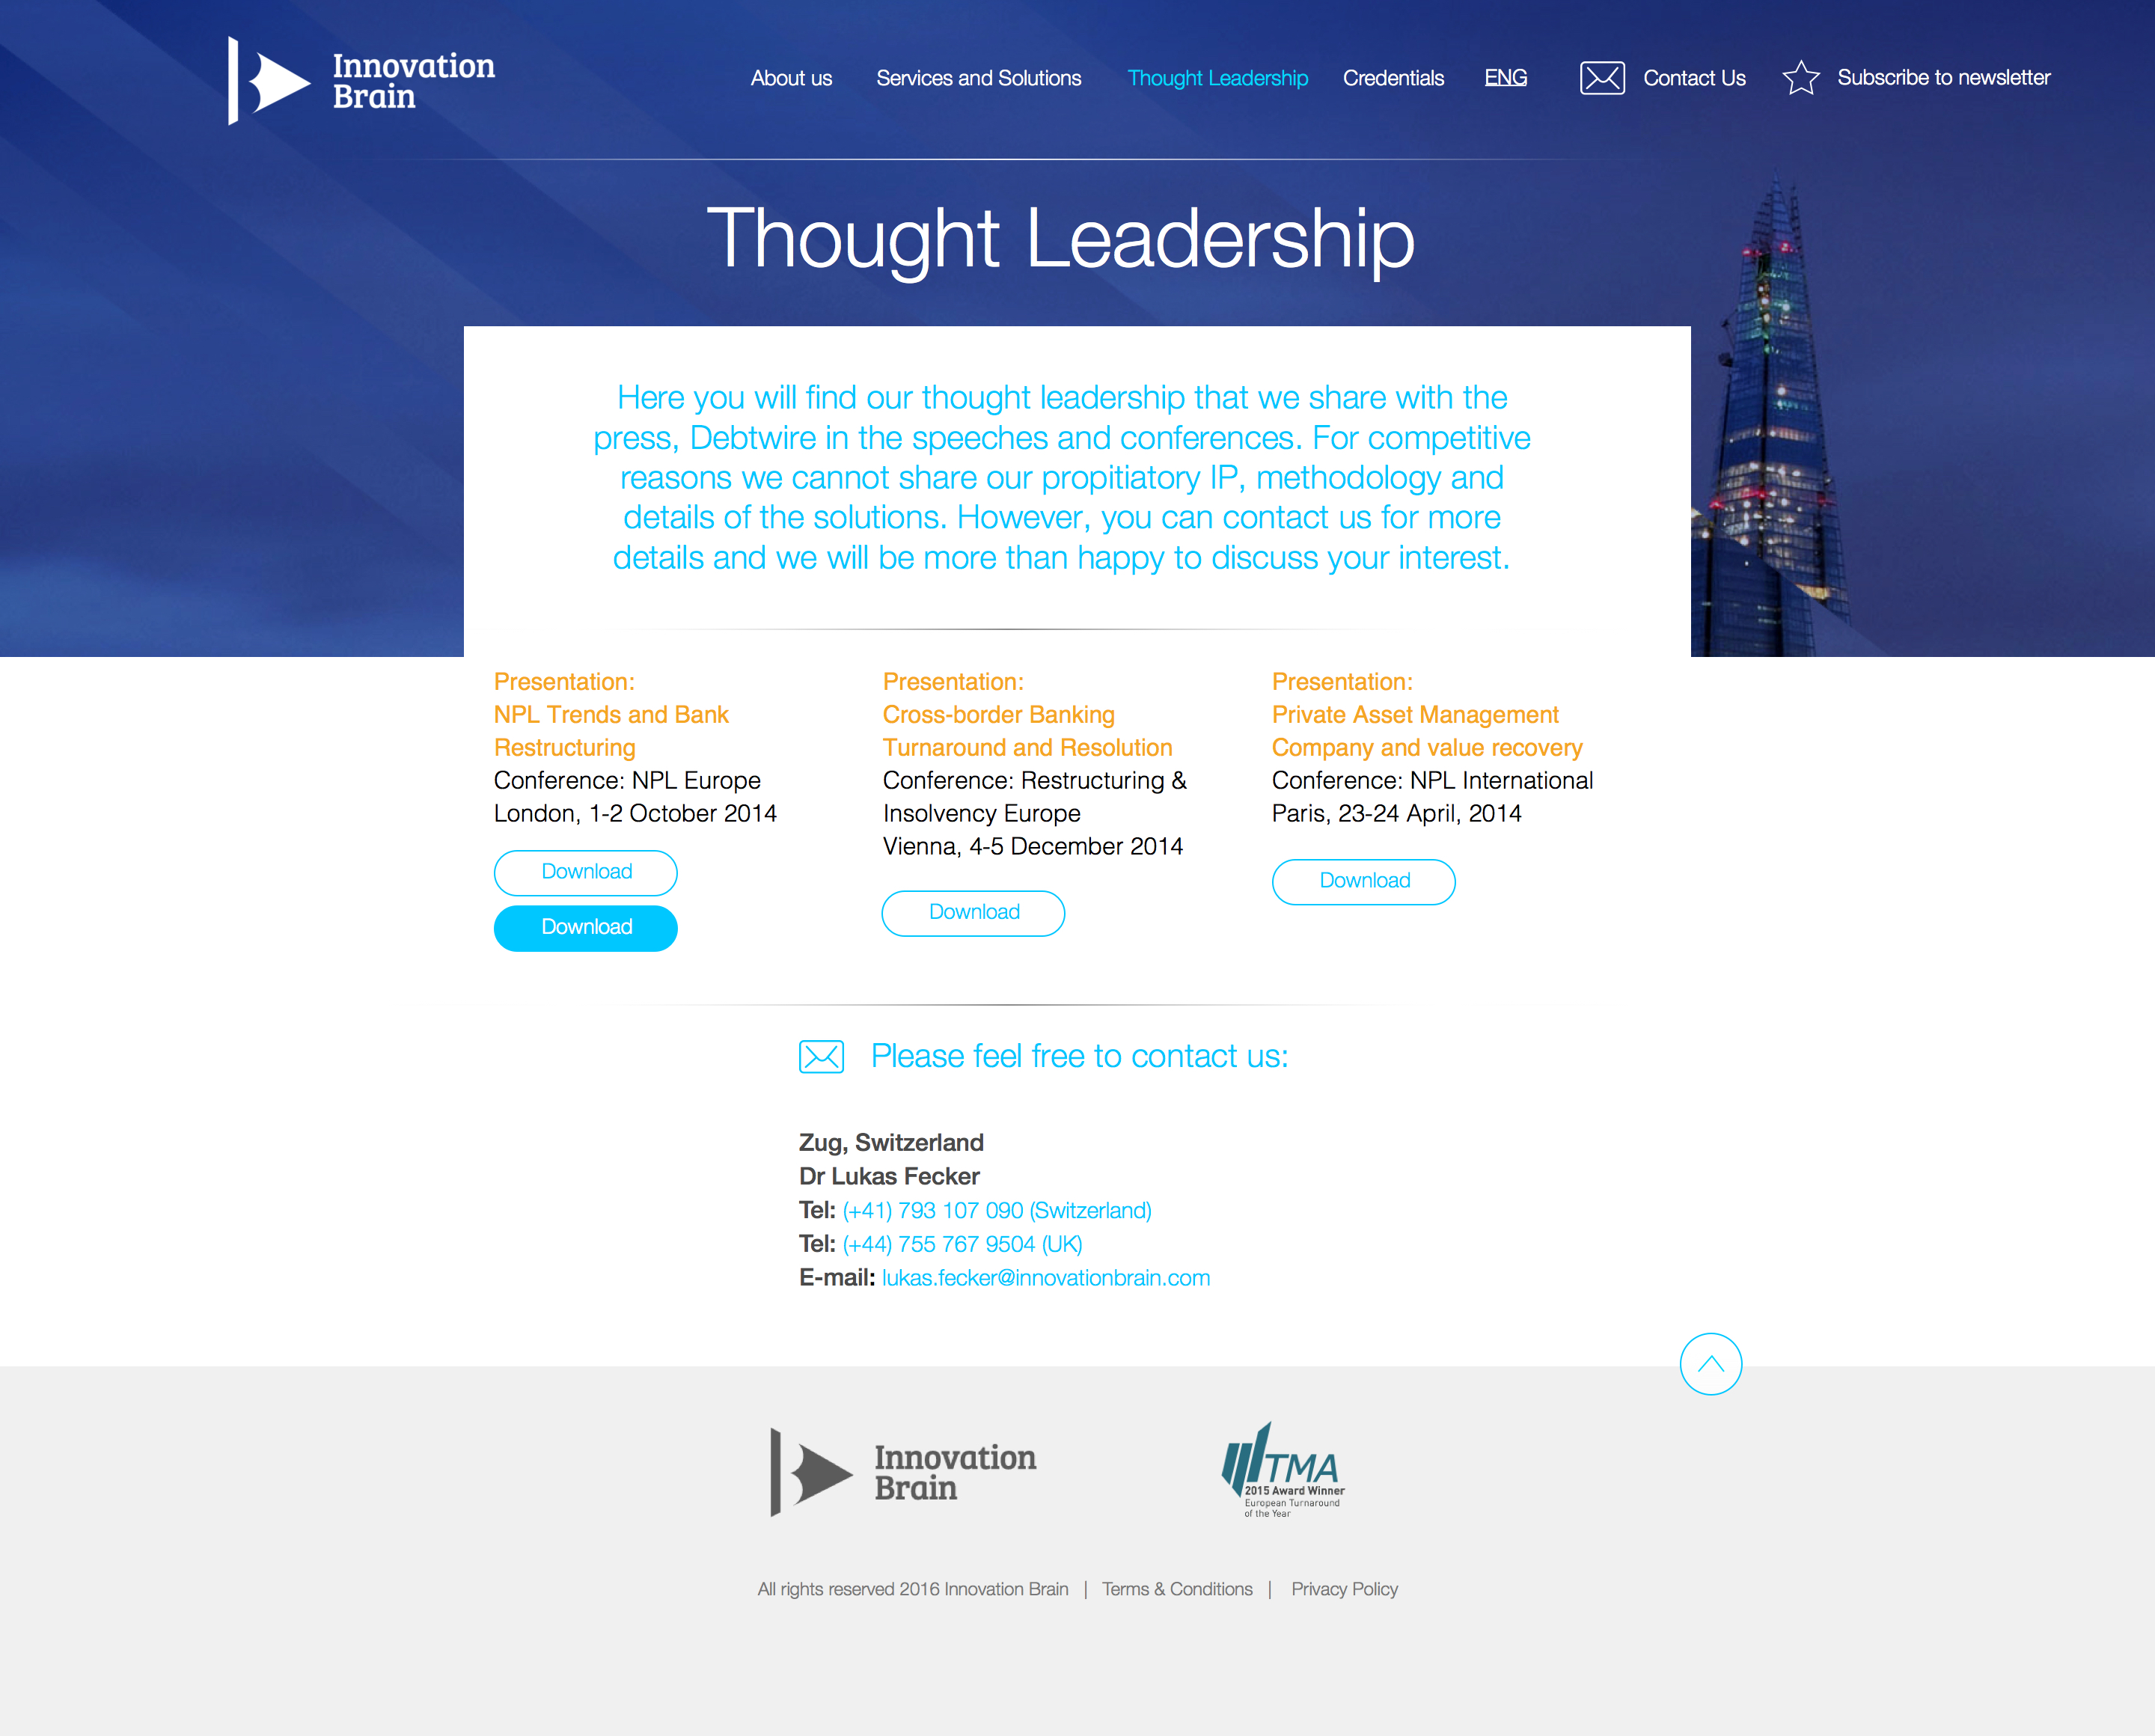 Innovation
Brain
About us
Services and Solutions
Thought Leadership
Credentials
ENG
Contact Us
Subscribe to newsletter
Thought Leadership
Here you will find our thought leadership that we share with the
press, Debtwire in the speeches and conferences. For competitive
reasons we cannot share our propitiatory IP, methodology and
details of the solutions. However, you can contact us for more
details and we will be more than happy to discuss your interest.
Presentation:
NPL Trends and Bank
Restructuring
Conference: NPL Europe
London, 1-2 October 2014
Download
Download
Presentation:
Cross-border Banking
Turnaround and Resolution
Conference: Restructuring &
Insolvency Europe
Vienna, 4-5 December 2014
Download
Presentation:
Private Asset Management
Company and value recovery
Conference: NPL International
Paris, 23-24 April, 2014
Download
Please feel free to contact us:
Zug, Switzerland
Dr Lukas Fecker
Tel: (+41) 793 107 090 (Switzerland)
Tel: (+44) 755 767 9504 (UK)
E-mail: lukas.fecker@innovationbrain.com
Innovation
Brain
TMA
2015 Award Winner
European Turnaround
of the Year
All rights reserved 2016 Innovation Brain | Terms & Conditions | Privacy Policy